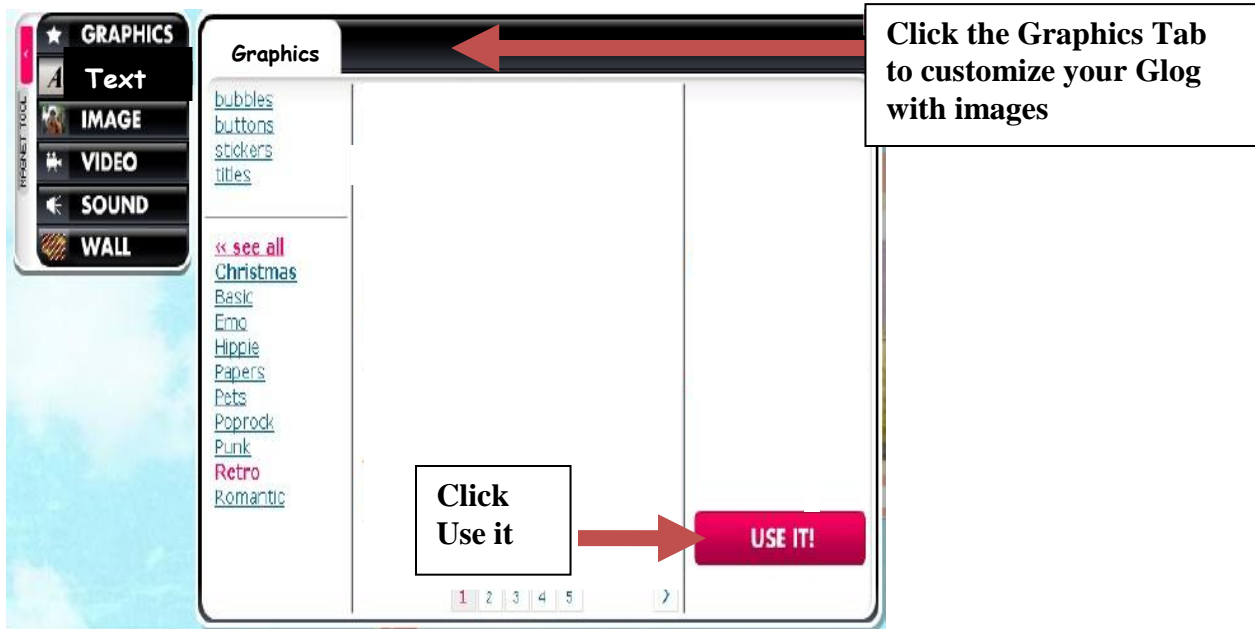 GRAPHICS
A Text
IMAGE
VIDEO
SOUND
WALL
MAGNET TOOL
Graphics
bubbles
buttons
stickers
titles
« see all
Christmas
Basic
Emo
Hippie
Papers
Pets
Poprock
Punk
Retro
Romantic
Click the Graphics Tab
to customize your Glog
with images
Click
Use it
USE IT!
1 2 3 4 5 >